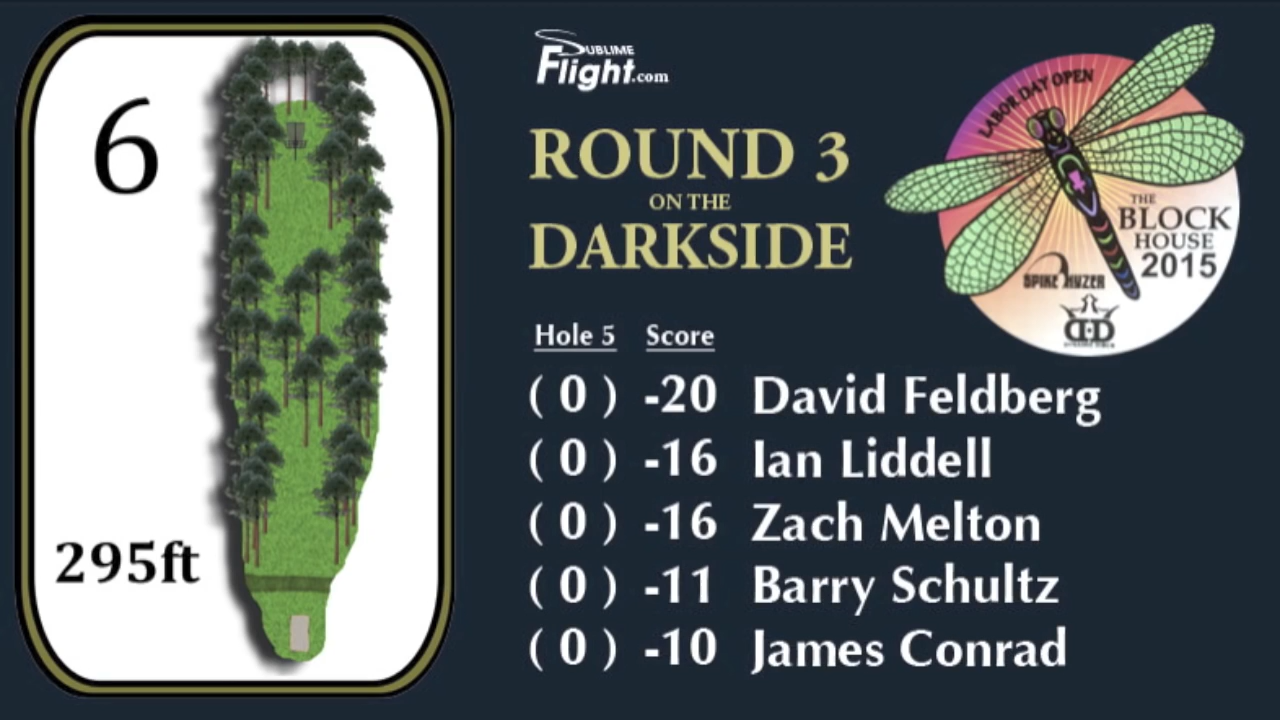 6
295ft
SUBLIME
Flight.com
ROUND 3
ON THE
DARKSIDE
LABOR DAY OPEN
THE
BLOCK
HOUSE
2015
SPIKE HYZER
Hole 5 Score
( 0 ) -20 David Feldberg
( 0 ) -16 Ian Liddell
( 0 ) -16 Zach Melton
( 0 ) -11 Barry Schultz
( 0 ) -10 James Conrad